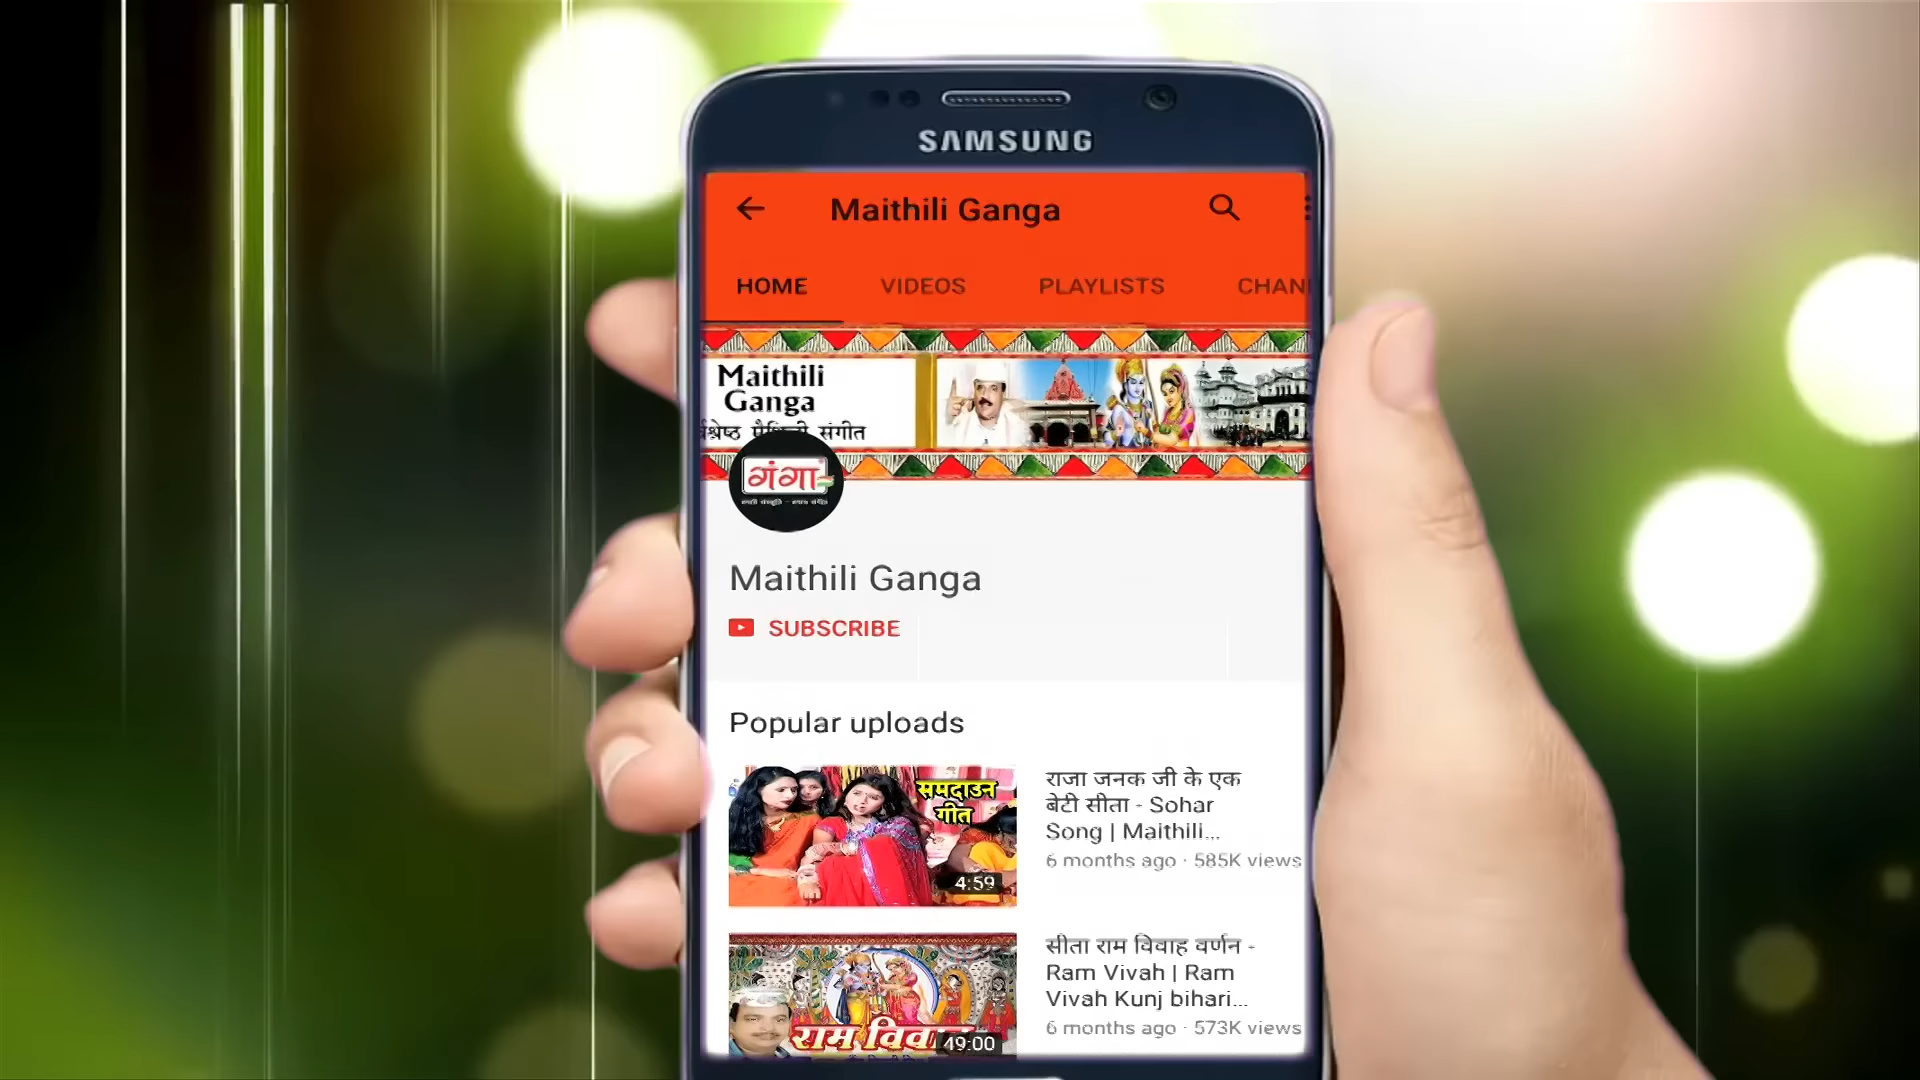 SAMSUNG
Maithili Ganga
HOME VIDEOS PLAYLISTS CHAN
Maithili
Ganga
संगीत
गंगा
Maithili Ganga
SUBSCRIBE
Popular uploads
समदाउन
गीत
4:59
राजा जनक जी के एक
बेटी सीता - Sohar
Song | Maithili...
6 months ago · 585K views
राम विवाह
49:00
सीता राम विवाह वर्णन -
Ram Vivah | Ram
Vivah Kunj bihari...
6 months ago · 573K views